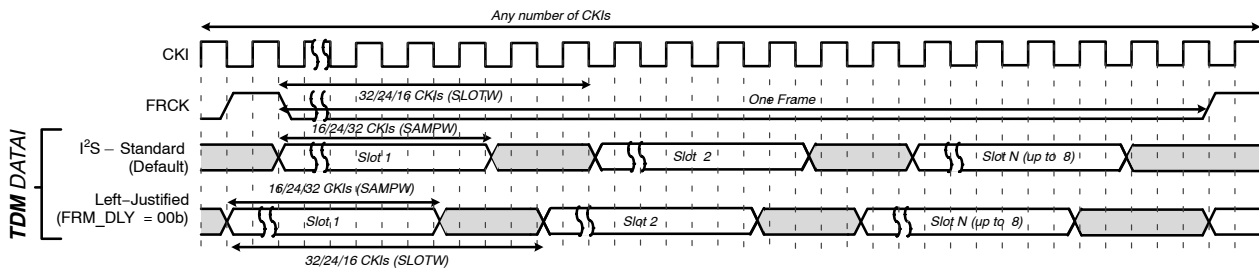 Any number of CKIs
CKI
32/24/16 CKIs (SLOTW)
One Frame
FRCK
16/24/32 CKIs (SAMPW)
TDM DATAI
I²S – Standard
(Default)
Slot 1
Slot 2
Slot N (up to 8)
16/24/32 CKIs (SAMPW)
Left–Justified
(FRM_DLY = 00b)
Slot 1
Slot 2
Slot N (up to 8)
32/24/16 CKIs (SLOTW)